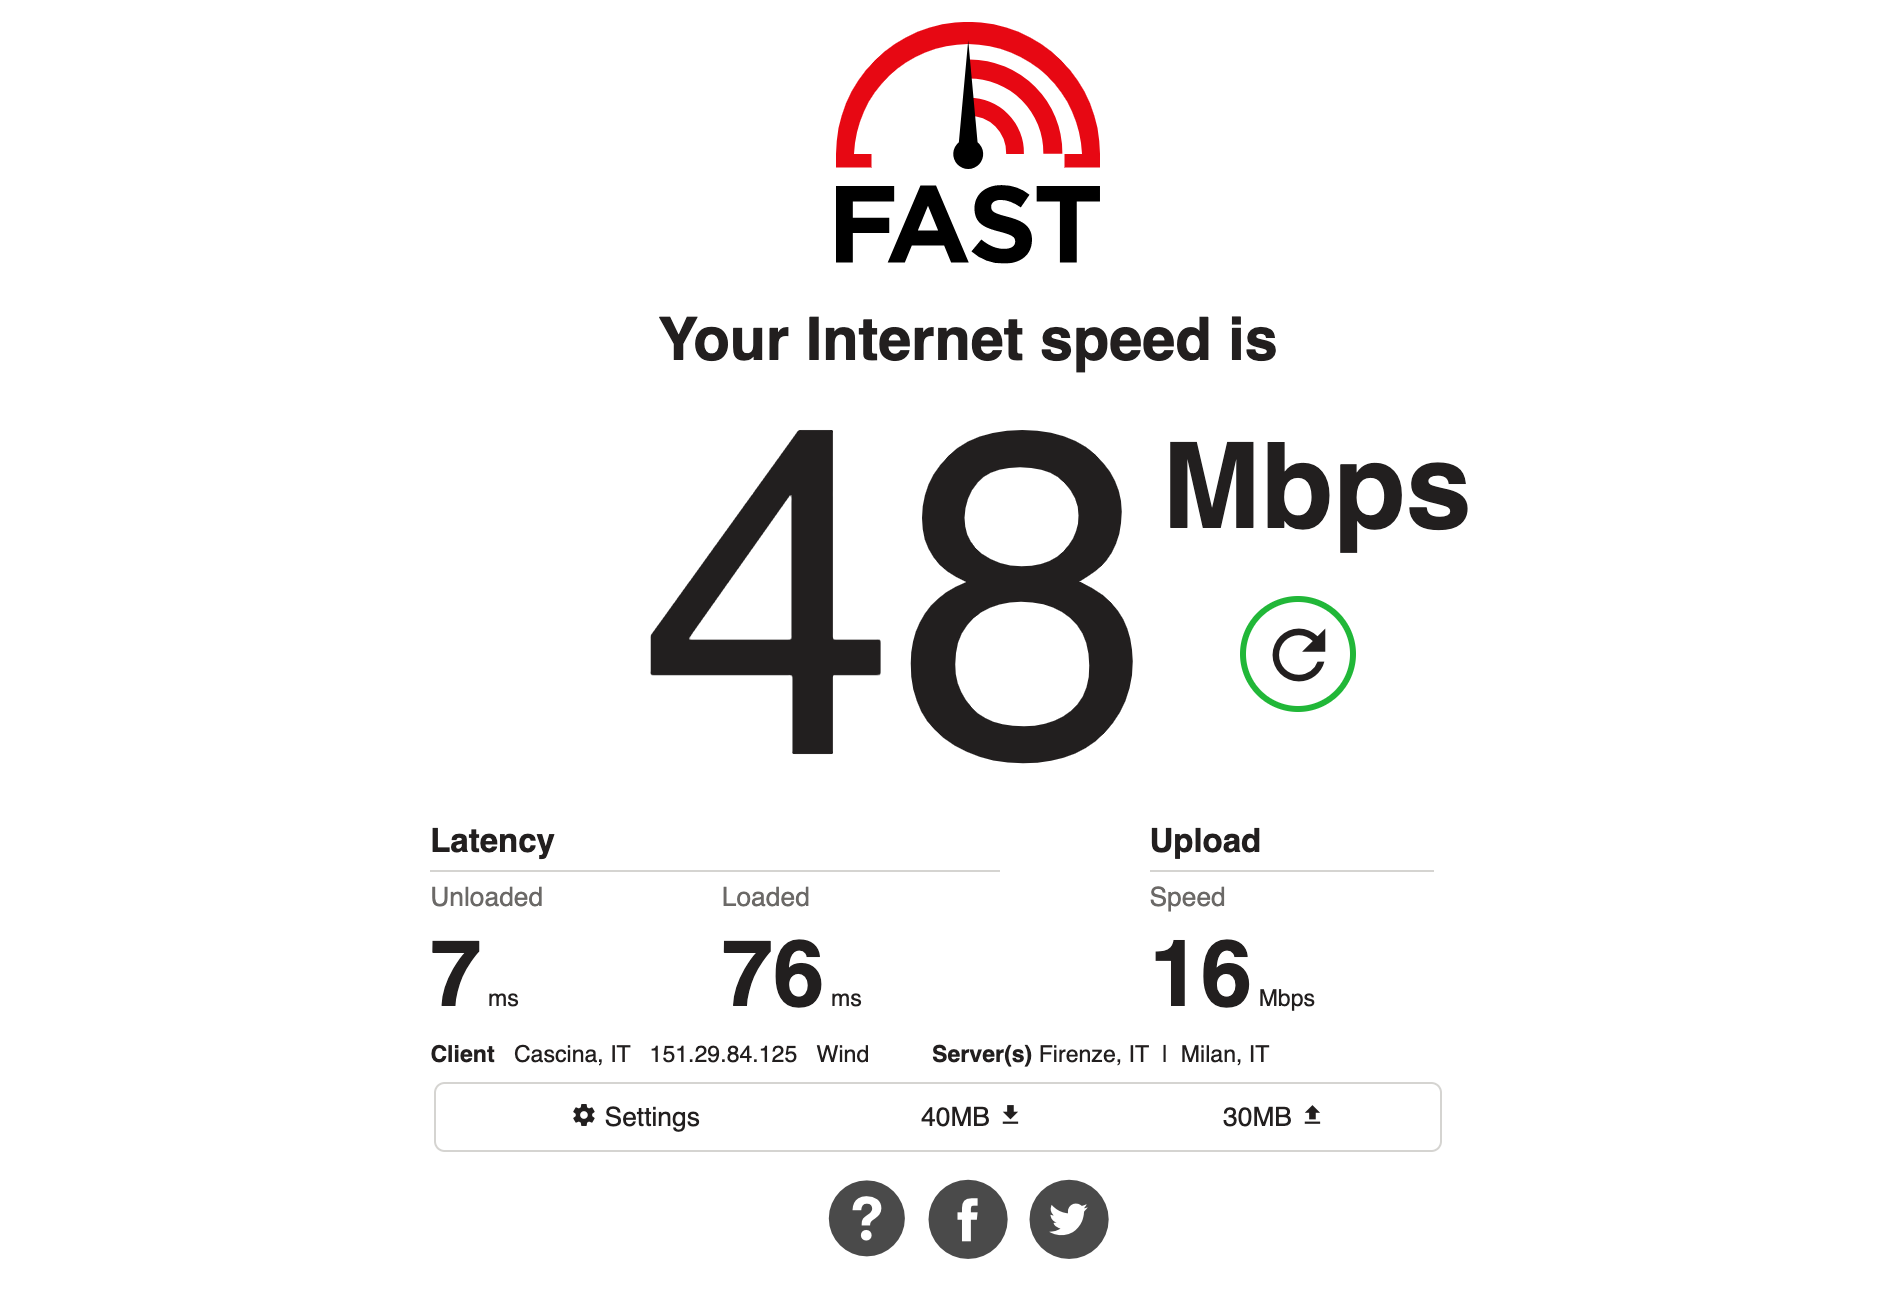 FAST
Your Internet speed is
48 Mbps
Latency
Upload
Unloaded Loaded Speed
7 ms 76 ms 16 Mbps
Client Cascina, IT 151.29.84.125 Wind Server(s) Firenze, IT | Milan, IT
Settings 40MB 30MB
?